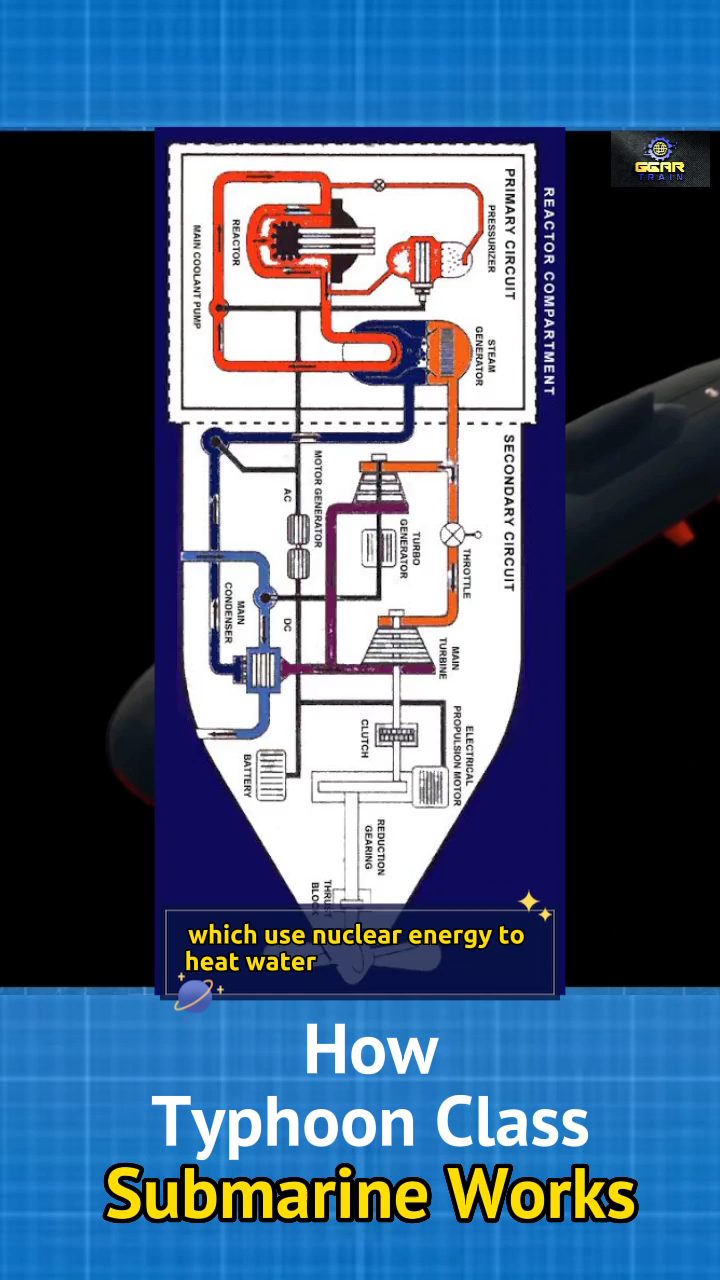 GEAR
TRAIN
REACTOR COMPARTMENT
PRIMARY CIRCUIT
PRESSURIZER
REACTOR
MAIN COOLANT PUMP
STEAM
GENERATOR
SECONDARY CIRCUIT
MOTOR GENERATOR
AC
TURBO
GENERATOR
THROTTLE
MAIN
CONDENSER
DC
MAIN
TURBINE
CLUTCH
ELECTRICAL
PROPULSION MOTOR
BATTERY
REDUCTION
GEARING
THRUST
BLOCK
which use nuclear energy to
heat water
How
Typhoon Class
Submarine Works